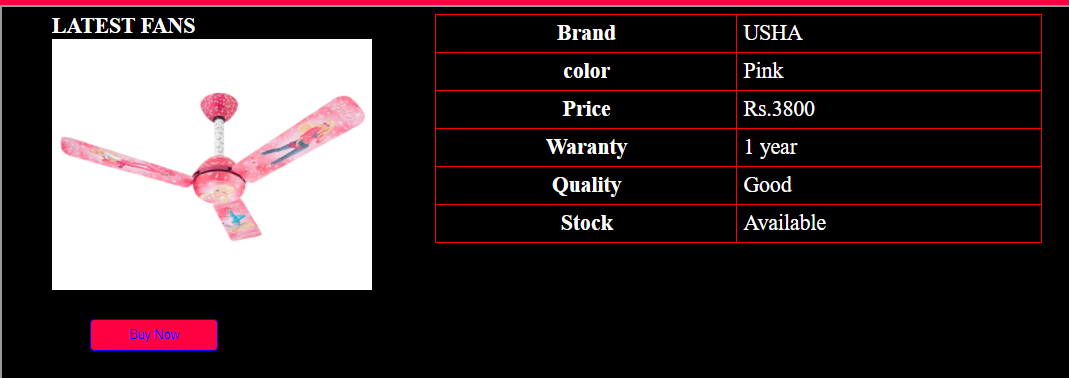 LATEST FANS
Brand USHA
color Pink
Price Rs.3800
Waranty 1 year
Quality Good
Stock Available
Buy Now